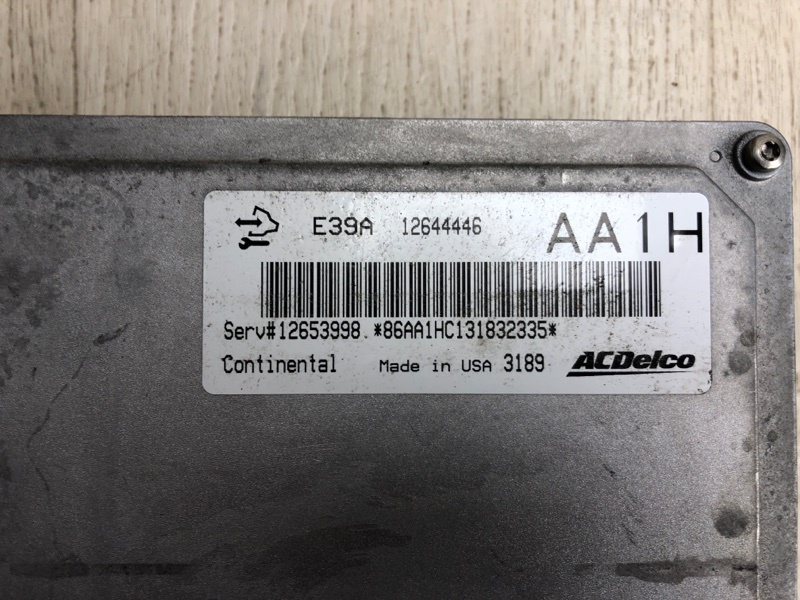 E39A 12644446 AA1H
Serv#12653998 *86AA1HC131832335*
Continental Made in USA 3189 ACDelco